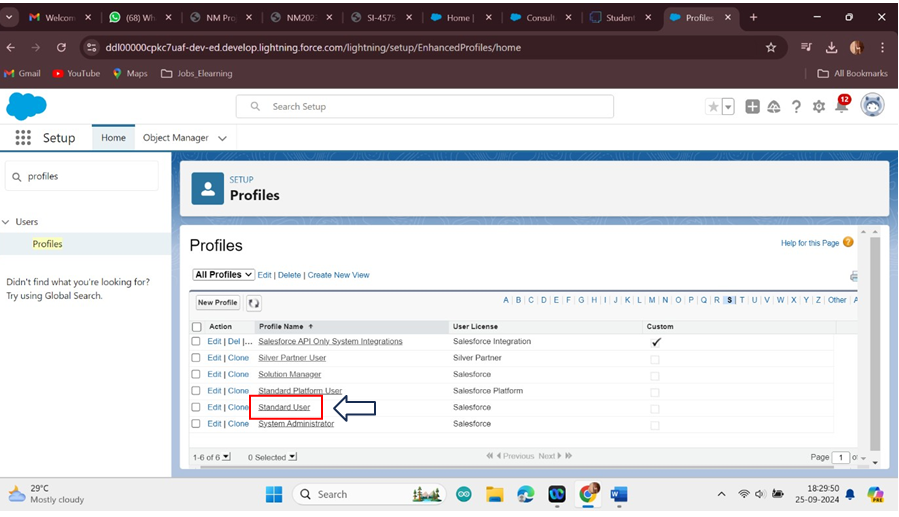 Welcom
(68) Wh
NM Pro
NM202
SI-4575
Home |
Consult
Student
Profiles
ddl00000cpkc7uaf-dev-ed.develop.lightning.force.com/lightning/setup/EnhancedProfiles/home
Gmail YouTube Maps Jobs_Elearning All Bookmarks
Search Setup
12
Setup Home Object Manager
profiles
Users
Profiles
Didn't find what you're looking for?
Try using Global Search.
SETUP
Profiles
Profiles
Help for this Page ?
All Profiles Edit | Delete | Create New View
New Profile
A B C D E F G H I J K L M N O P Q R S T U V W X Y Z Other A
Action Profile Name User License Custom
Edit | Del |... Salesforce API Only System Integrations Salesforce Integration
Edit | Clone Silver Partner User Silver Partner
Edit | Clone Solution Manager Salesforce
Edit | Clone Standard Platform User Salesforce Platform
Edit | Clone Standard User Salesforce
Edit | Clone System Administrator Salesforce
1-6 of 6 0 Selected Previous Next Page 1 o
29°C
Mostly cloudy
Search
18:29:50
25-09-2024